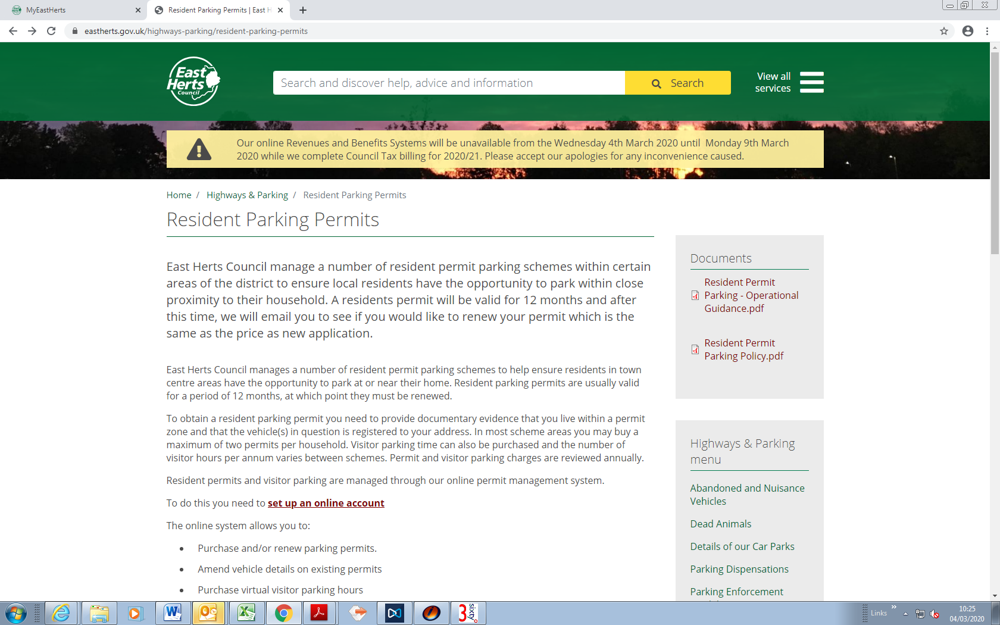 MyEastHerts
Resident Parking Permits | East H
eastherts.gov.uk/highways-parking/resident-parking-permits
East
Herts
Council
Search and discover help, advice and information
Search
View all
services
Our online Revenues and Benefits Systems will be unavailable from the Wednesday 4th March 2020 until Monday 9th March
2020 while we complete Council Tax billing for 2020/21. Please accept our apologies for any inconvenience caused.
Home / Highways & Parking / Resident Parking Permits
Resident Parking Permits
East Herts Council manage a number of resident permit parking schemes within certain
areas of the district to ensure local residents have the opportunity to park within close
proximity to their household. A residents permit will be valid for 12 months and after
this time, we will email you to see if you would like to renew your permit which is the
same as the price as new application.
East Herts Council manages a number of resident permit parking schemes to help ensure residents in town
centre areas have the opportunity to park at or near their home. Resident parking permits are usually valid
for a period of 12 months, at which point they must be renewed.
To obtain a resident parking permit you need to provide documentary evidence that you live within a permit
zone and that the vehicle(s) in question is registered to your address. In most scheme areas you may buy a
maximum of two permits per household. Visitor parking time can also be purchased and the number of
visitor hours per annum varies between schemes. Permit and visitor parking charges are reviewed annually.
Resident permits and visitor parking are managed through our online permit management system.
To do this you need to set up an online account
The online system allows you to:
• Purchase and/or renew parking permits.
• Amend vehicle details on existing permits
• Purchase virtual visitor parking hours
Documents
Resident Permit
Parking - Operational
Guidance.pdf
Resident Permit
Parking Policy.pdf
Highways & Parking
menu
Abandoned and Nuisance
Vehicles
Dead Animals
Details of our Car Parks
Parking Dispensations
Parking Enforcement
3 sixty
Links
10:25
04/03/2020